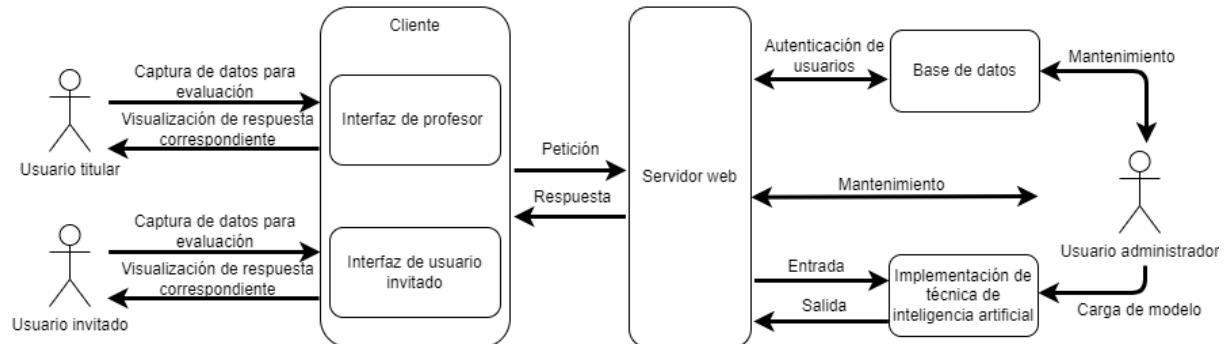 Cliente
Captura de datos para
evaluación
Visualización de respuesta
correspondiente
Usuario titular
Interfaz de profesor
Captura de datos para
evaluación
Visualización de respuesta
correspondiente
Usuario invitado
Interfaz de usuario
invitado
Petición
Respuesta
Servidor web
Autenticación de
usuarios
Base de datos
Mantenimiento
Mantenimiento
Usuario administrador
Entrada
Salida
Implementación de
técnica de
inteligencia artificial
Carga de modelo